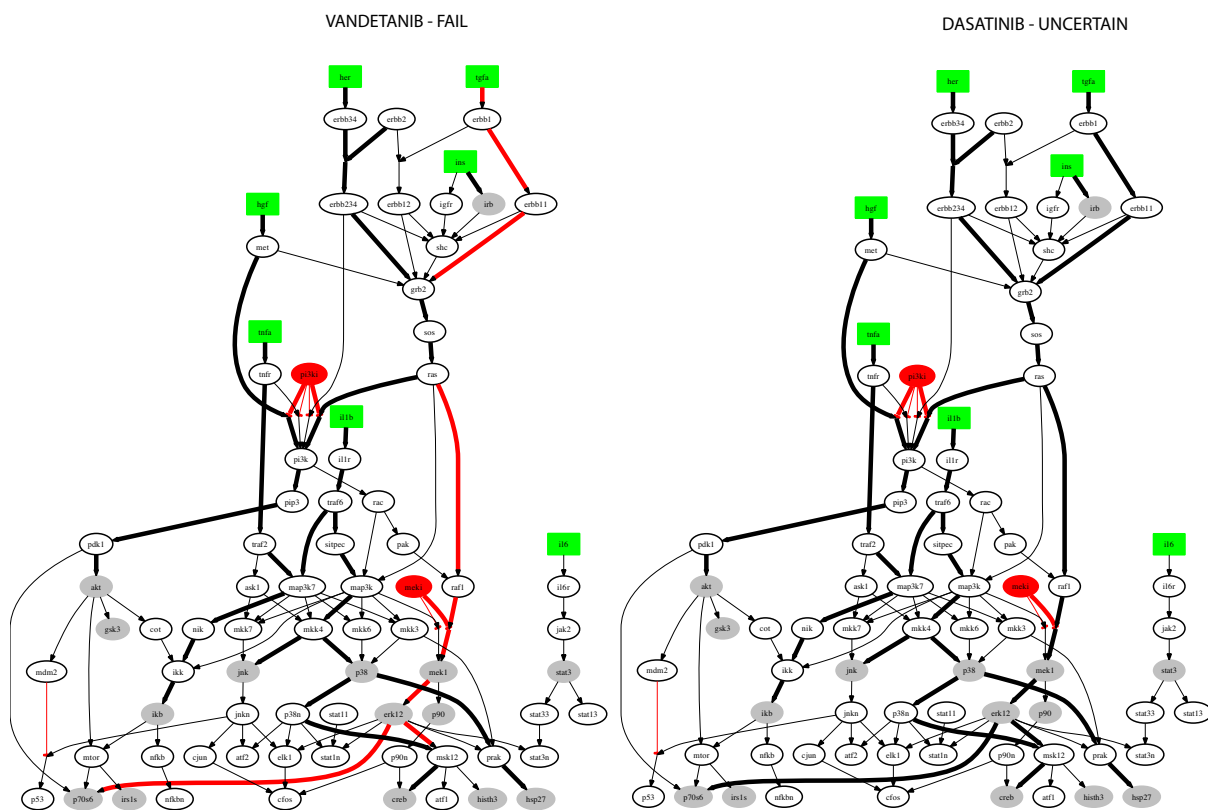 VANDETANIB - FAIL
DASATINIB - UNCERTAIN
her tgfa
erbb34 erbb2 erbb1
ins
hgf erbb234 erbb12 igfr irb erbb11
met shc
grb2
tnfa sos
tnfr pi3ki ras
il1b
pi3k il1r
pip3 traf6 rac
pdk1 traf2 sitpec pak il6
akt ask1 map3k7 map3k meki raf1 il6r
gsk3 cot nik mkk7 mkk4 mkk6 mkk3 jak2
mdm2 ikk jnk p38 mek1 stat3
ikb jnkn p38n stat11 erk12 p90 stat33 stat13
mtor nfkb cjun atf2 elk1 stat1n p90n msk12 prak stat3n
p53 p70s6 irs1s nfkbn cfos creb atf1 histh3 hsp27
her tgfa
erbb34 erbb2 erbb1
ins
hgf erbb234 erbb12 igfr irb erbb11
met shc
grb2
tnfa sos
tnfr pi3ki ras
il1b
pi3k il1r
pip3 traf6 rac
pdk1 traf2 sitpec pak il6
akt ask1 map3k7 map3k meki raf1 il6r
gsk3 cot nik mkk7 mkk4 mkk6 mkk3 jak2
mdm2 ikk jnk p38 mek1 stat3
ikb jnkn p38n stat11 erk12 p90 stat33 stat13
mtor nfkb cjun atf2 elk1 stat1n p90n msk12 prak stat3n
p53 p70s6 irs1s nfkbn cfos creb atf1 histh3 hsp27